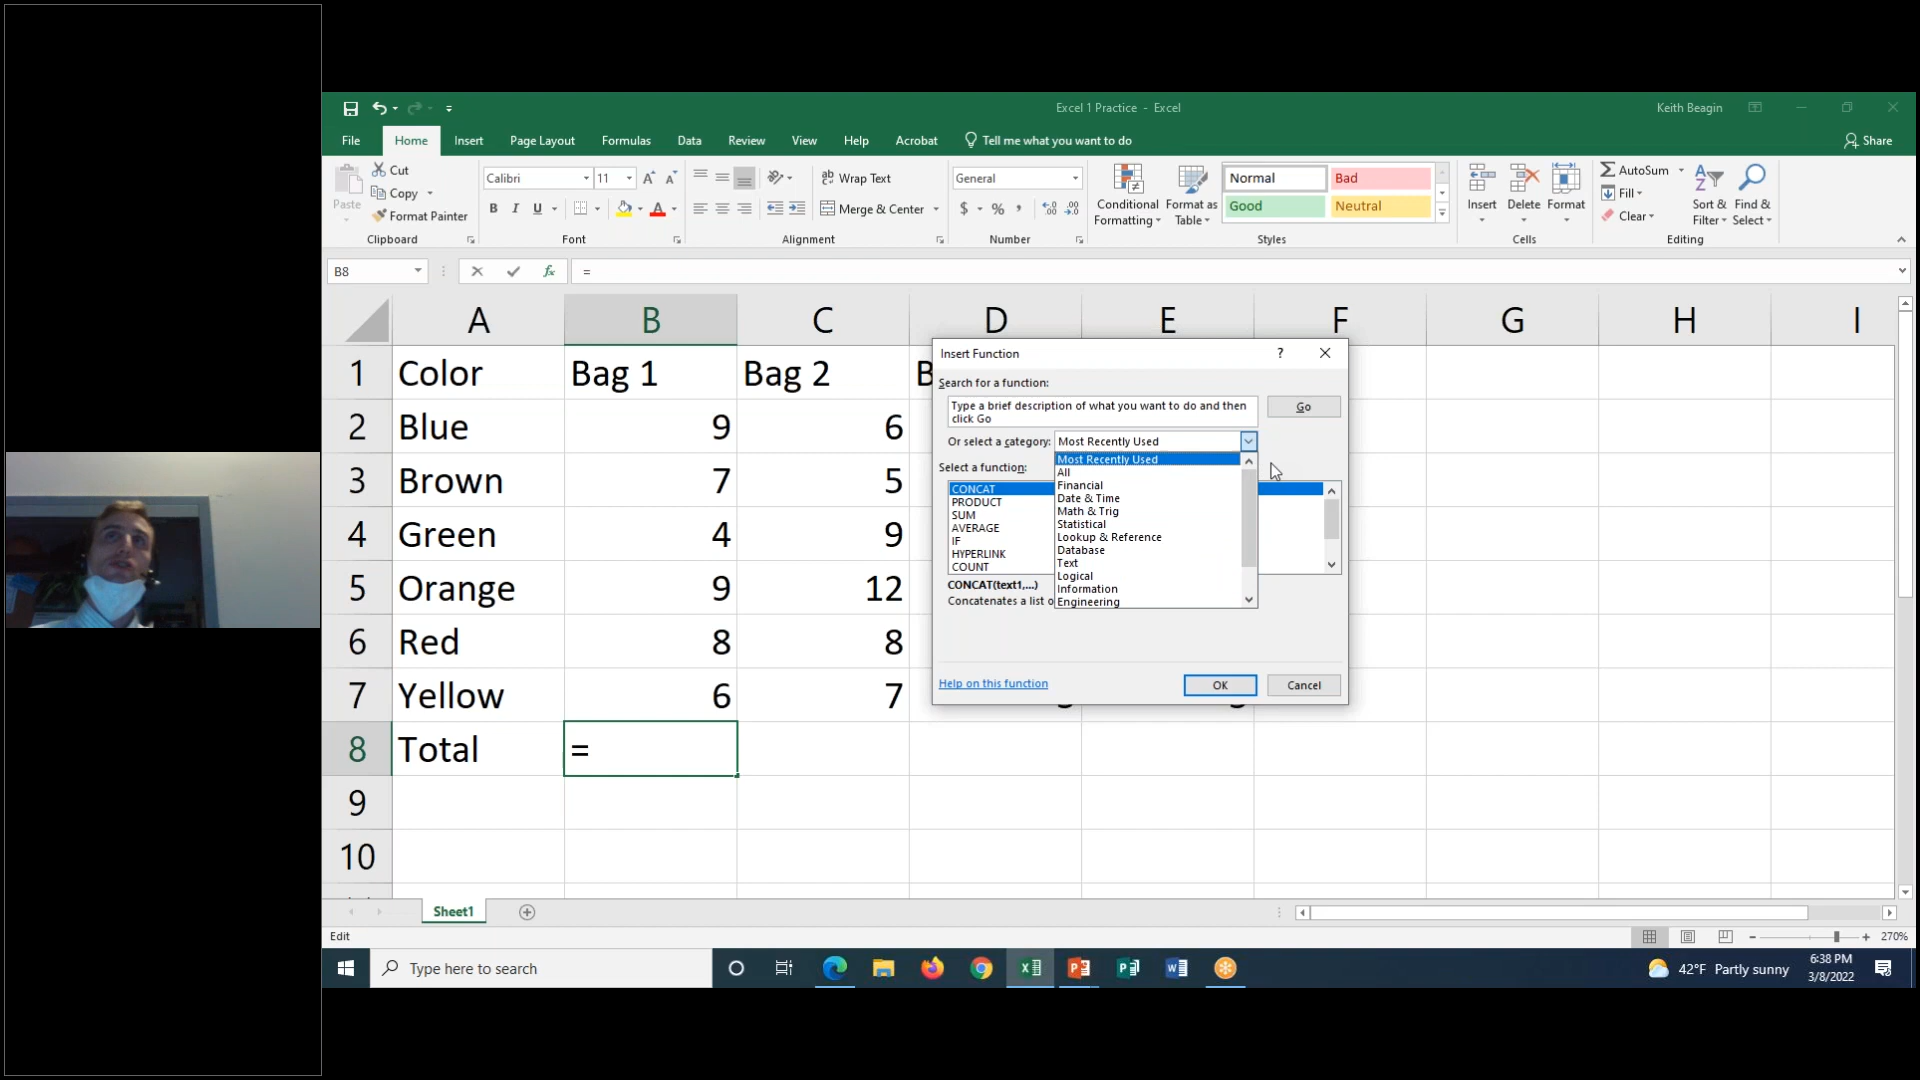 Excel 1 Practice - Excel
Keith Beagin
File Home Insert Page Layout Formulas Data Review View Help Acrobat Tell me what you want to do
Share
Paste
Cut
Copy
Format Painter
Clipboard
Calibri 11
B I U
Font
Wrap Text
Merge & Center
Alignment
General
$ % ,
Number
Conditional Formatting
Format as Table
Normal Bad
Good Neutral
Styles
Insert Delete Format
Cells
AutoSum
Fill
Clear
Sort & Filter
Find & Select
Editing
B8 fx =
A B C D E F G H I
1 Color Bag 1 Bag 2 B
2 Blue 9 6
3 Brown 7 5
4 Green 4 9
5 Orange 9 12
6 Red 8 8
7 Yellow 6 7
8 Total =
9
10
Insert Function ?
Search for a function:
Type a brief description of what you want to do and then
click Go
Go
Or select a category: Most Recently Used
Most Recently Used
All
Financial
Date & Time
Math & Trig
Statistical
Lookup & Reference
Database
Text
Logical
Information
Engineering
Select a function:
CONCAT
PRODUCT
SUM
AVERAGE
IF
HYPERLINK
COUNT
CONCAT(text1,...)
Concatenates a list o
Help on this function
OK Cancel
Sheet1
Edit
270%
Type here to search
42°F Partly sunny
6:38 PM
3/8/2022